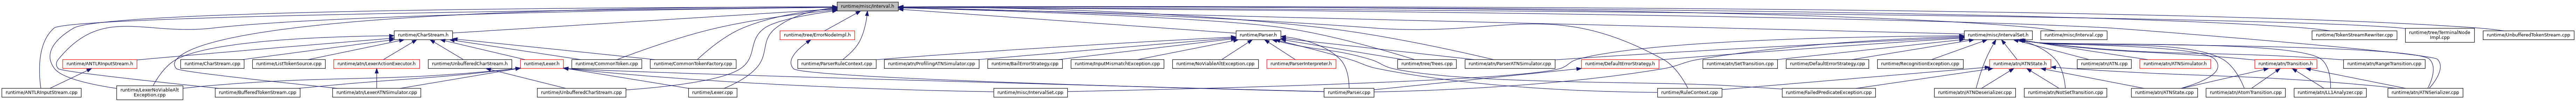 runtime/misc/Interval.h
runtime/CharStream.h
runtime/tree/ErrorNodeImpl.h
runtime/Parser.h
runtime/misc/IntervalSet.h
runtime/misc/Interval.cpp
runtime/TokenStreamRewriter.cpp
runtime/tree/TerminalNode
Impl.cpp
runtime/UnbufferedTokenStream.cpp
runtime/ANTLRInputStream.h
runtime/CharStream.cpp
runtime/ListTokenSource.cpp
runtime/atn/LexerActionExecutor.h
runtime/UnbufferedCharStream.h
runtime/Lexer.h
runtime/CommonToken.cpp
runtime/CommonTokenFactory.cpp
runtime/ParserRuleContext.cpp
runtime/atn/ProfilingATNSimulator.cpp
runtime/BailErrorStrategy.cpp
runtime/InputMismatchException.cpp
runtime/NoViableAltException.cpp
runtime/ParserInterpreter.h
runtime/tree/Trees.cpp
runtime/atn/ParserATNSimulator.cpp
runtime/DefaultErrorStrategy.h
runtime/atn/SetTransition.cpp
runtime/DefaultErrorStrategy.cpp
runtime/RecognitionException.cpp
runtime/atn/ATNState.h
runtime/atn/ATN.cpp
runtime/atn/ATNSimulator.h
runtime/atn/Transition.h
runtime/atn/RangeTransition.cpp
runtime/ANTLRInputStream.cpp
runtime/LexerNoViableAlt
Exception.cpp
runtime/BufferedTokenStream.cpp
runtime/atn/LexerATNSimulator.cpp
runtime/UnbufferedCharStream.cpp
runtime/Lexer.cpp
runtime/misc/IntervalSet.cpp
runtime/Parser.cpp
runtime/RuleContext.cpp
runtime/FailedPredicateException.cpp
runtime/atn/ATNDeserializer.cpp
runtime/atn/NotSetTransition.cpp
runtime/atn/ATNState.cpp
runtime/atn/AtomTransition.cpp
runtime/atn/LL1Analyzer.cpp
runtime/atn/ATNSerializer.cpp